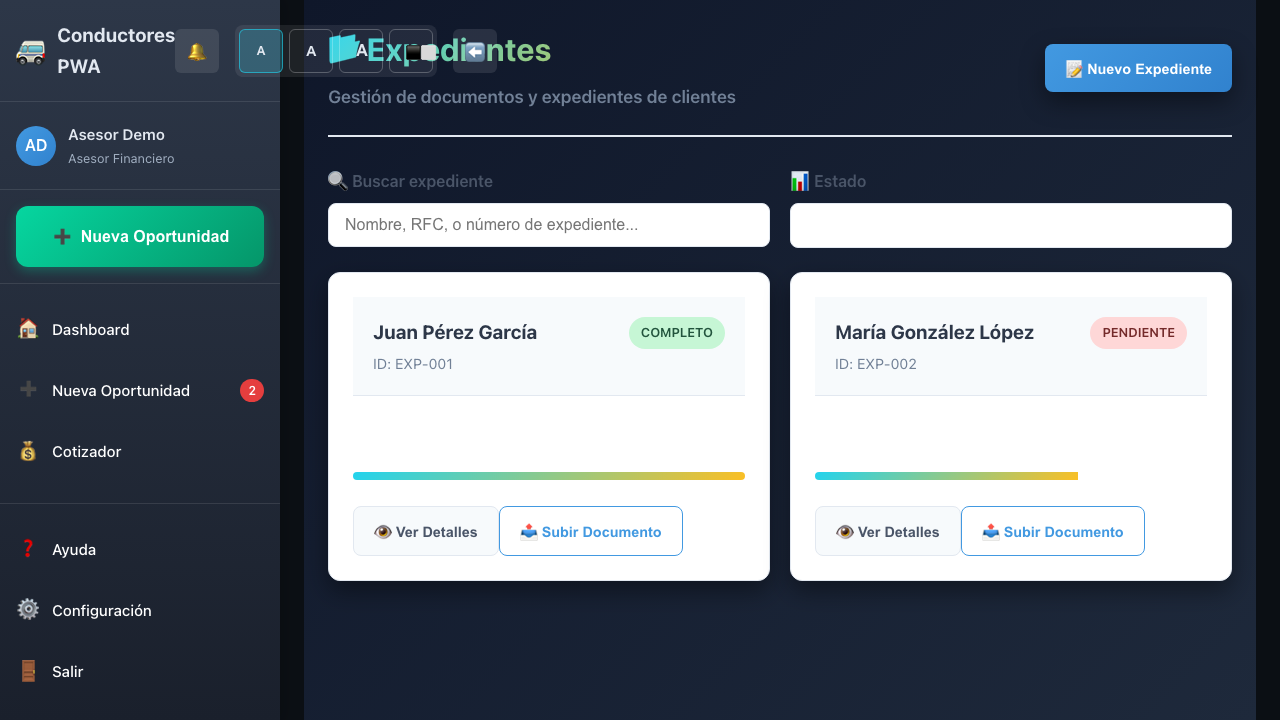 Conductores
PWA
A
A
A
Expedientes
Nuevo Expediente
Gestión de documentos y expedientes de clientes
AD
Asesor Demo
Asesor Financiero
Nueva Oportunidad
Dashboard
Nueva Oportunidad
2
Cotizador
Ayuda
Configuración
Salir
Buscar expediente
Nombre, RFC, o número de expediente...
Estado
Juan Pérez García
COMPLETO
ID: EXP-001
Ver Detalles
Subir Documento
María González López
PENDIENTE
ID: EXP-002
Ver Detalles
Subir Documento